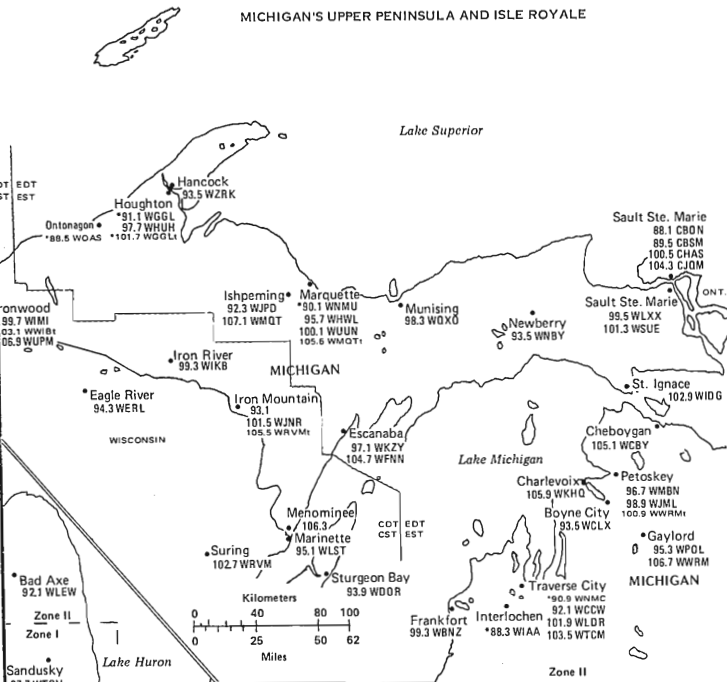 MICHIGAN'S UPPER PENINSULA AND ISLE ROYALE
Lake Superior
EDT
EST
Hancock
93.5 WZRK
Houghton
*91.1 WGGL
97.7 WHUH
*101.7 WGGLt
Ontonagon
*88.5 WOAS
Sault Ste. Marie
88.1 CBON
89.5 CBSM
100.5 CHAS
104.3 CJQM
ONT.
Sault Ste. Marie
99.5 WLXX
101.3 WSUE
Ishpeming
92.3 WJPD
107.1 WMQT
Marquette
*90.1 WNMU
95.7 WHWL
100.1 WUUN
105.5 WMQTt
Munising
98.3 WQXO
Newberry
93.5 WNBY
ronwood
99.7 WIMI
03.1 WWIBt
06.9 WUPM
Iron River
99.3 WIKB
MICHIGAN
Eagle River
94.3 WERL
Iron Mountain
93.1
101.5 WJNR
105.5 WRVMt
WISCONSIN
Escanaba
97.1 WKZY
104.7 WFNN
St. Ignace
102.9 WIDG
Cheboygan
105.1 WCBY
Lake Michigan
Charlevoix
105.9 WKHQ
Petoskey
96.7 WMBN
98.9 WJML
100.9 WWRMt
Boyne City
93.5 WCLX
Menominee
106.3
Marinette
95.1 WLST
CDT EDT
CST EST
Suring
102.7 WRVM
Sturgeon Bay
93.9 WDOR
Gaylord
95.3 WPOL
106.7 WWRM
MICHIGAN
Bad Axe
92.1 WLEW
Traverse City
*90.9 WNMC
92.1 WCCW
101.9 WLDR
103.5 WTCM
Interlochen
*88.3 WIAA
Frankfort
99.3 WBNZ
Kilometers
0 40 80 100
0 25 50 62
Miles
Zone II
Zone I
Lake Huron
Sandusky
Zone II